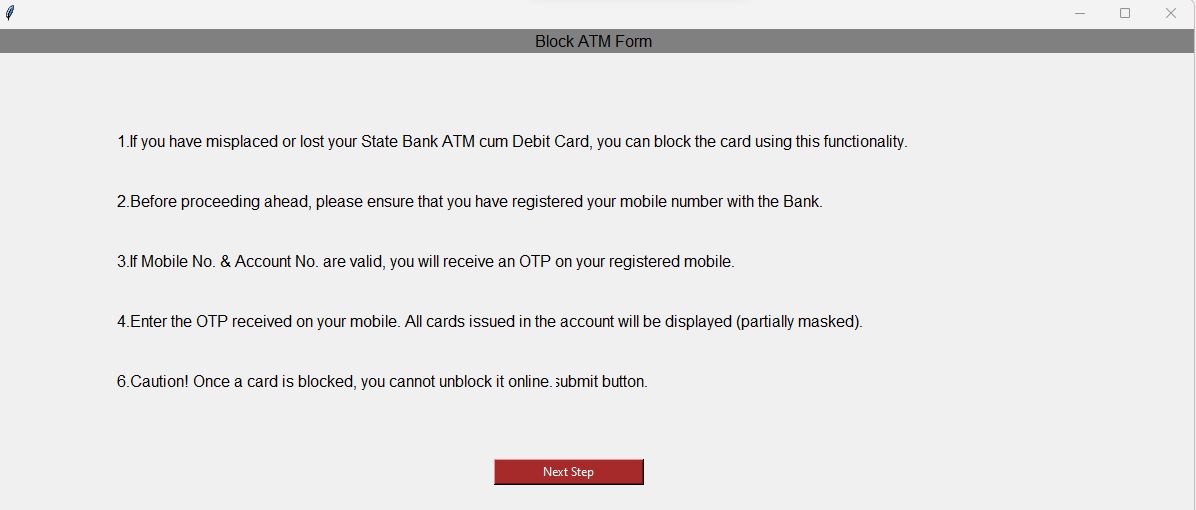 Block ATM Form
1.If you have misplaced or lost your State Bank ATM cum Debit Card, you can block the card using this functionality.
2.Before proceeding ahead, please ensure that you have registered your mobile number with the Bank.
3.If Mobile No. & Account No. are valid, you will receive an OTP on your registered mobile.
4.Enter the OTP received on your mobile. All cards issued in the account will be displayed (partially masked).
6.Caution! Once a card is blocked, you cannot unblock it online. submit button.
Next Step